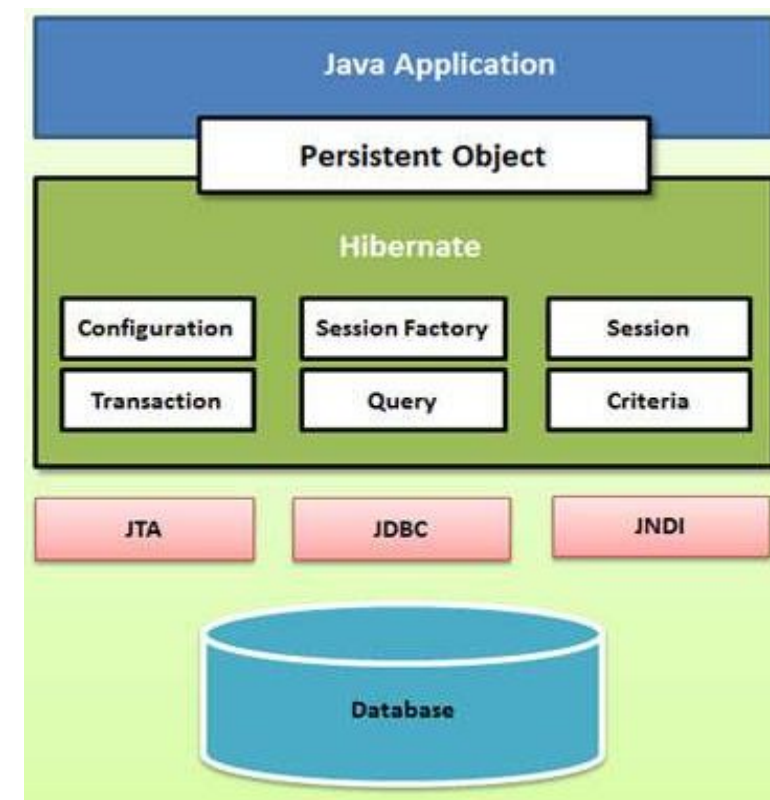 Java Application
Persistent Object
Hibernate
Configuration
Session Factory
Session
Transaction
Query
Criteria
JTA
JDBC
JNDI
Database